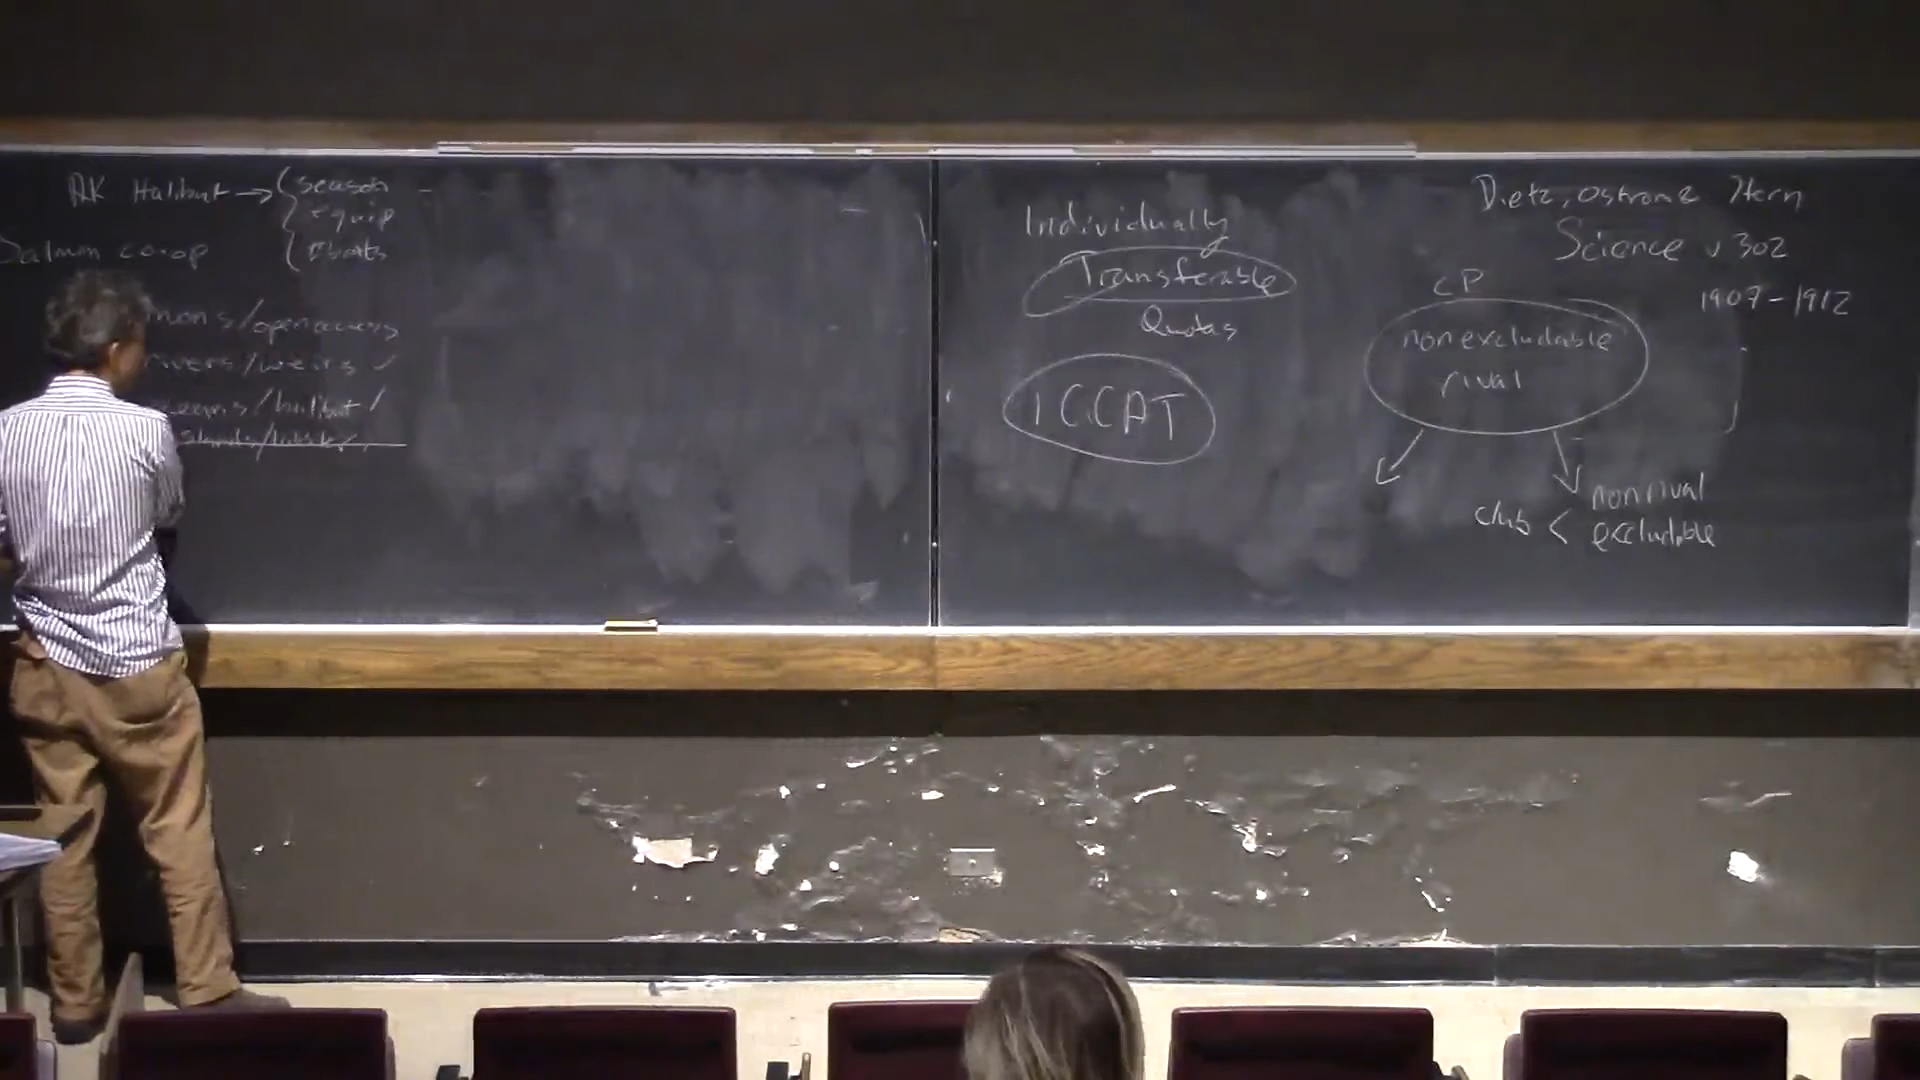 AK Halibut → season
equip
Salmon co-op
# boats
mons/open access
rivers/weirs ✓
/halibut /
Individually
Transferable
Quotas
ICCAT
Dietz, Ostrom & Stern
Science v 302
1907-1912
CP
nonexcludable
rival
club < nonrival
excludable